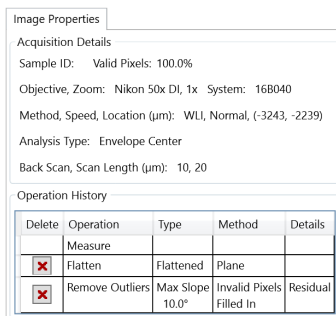 Image Properties
Acquisition Details
Sample ID: Valid Pixels: 100.0%
Objective, Zoom: Nikon 50x DI, 1x System: 16B040
Method, Speed, Location (µm): WLI, Normal, (-3243, -2239)
Analysis Type: Envelope Center
Back Scan, Scan Length (µm): 10, 20
Operation History
Delete Operation Type Method Details
Measure
Flatten Flattened Plane
Remove Outliers Max Slope Invalid Pixels Residual
10.0° Filled In